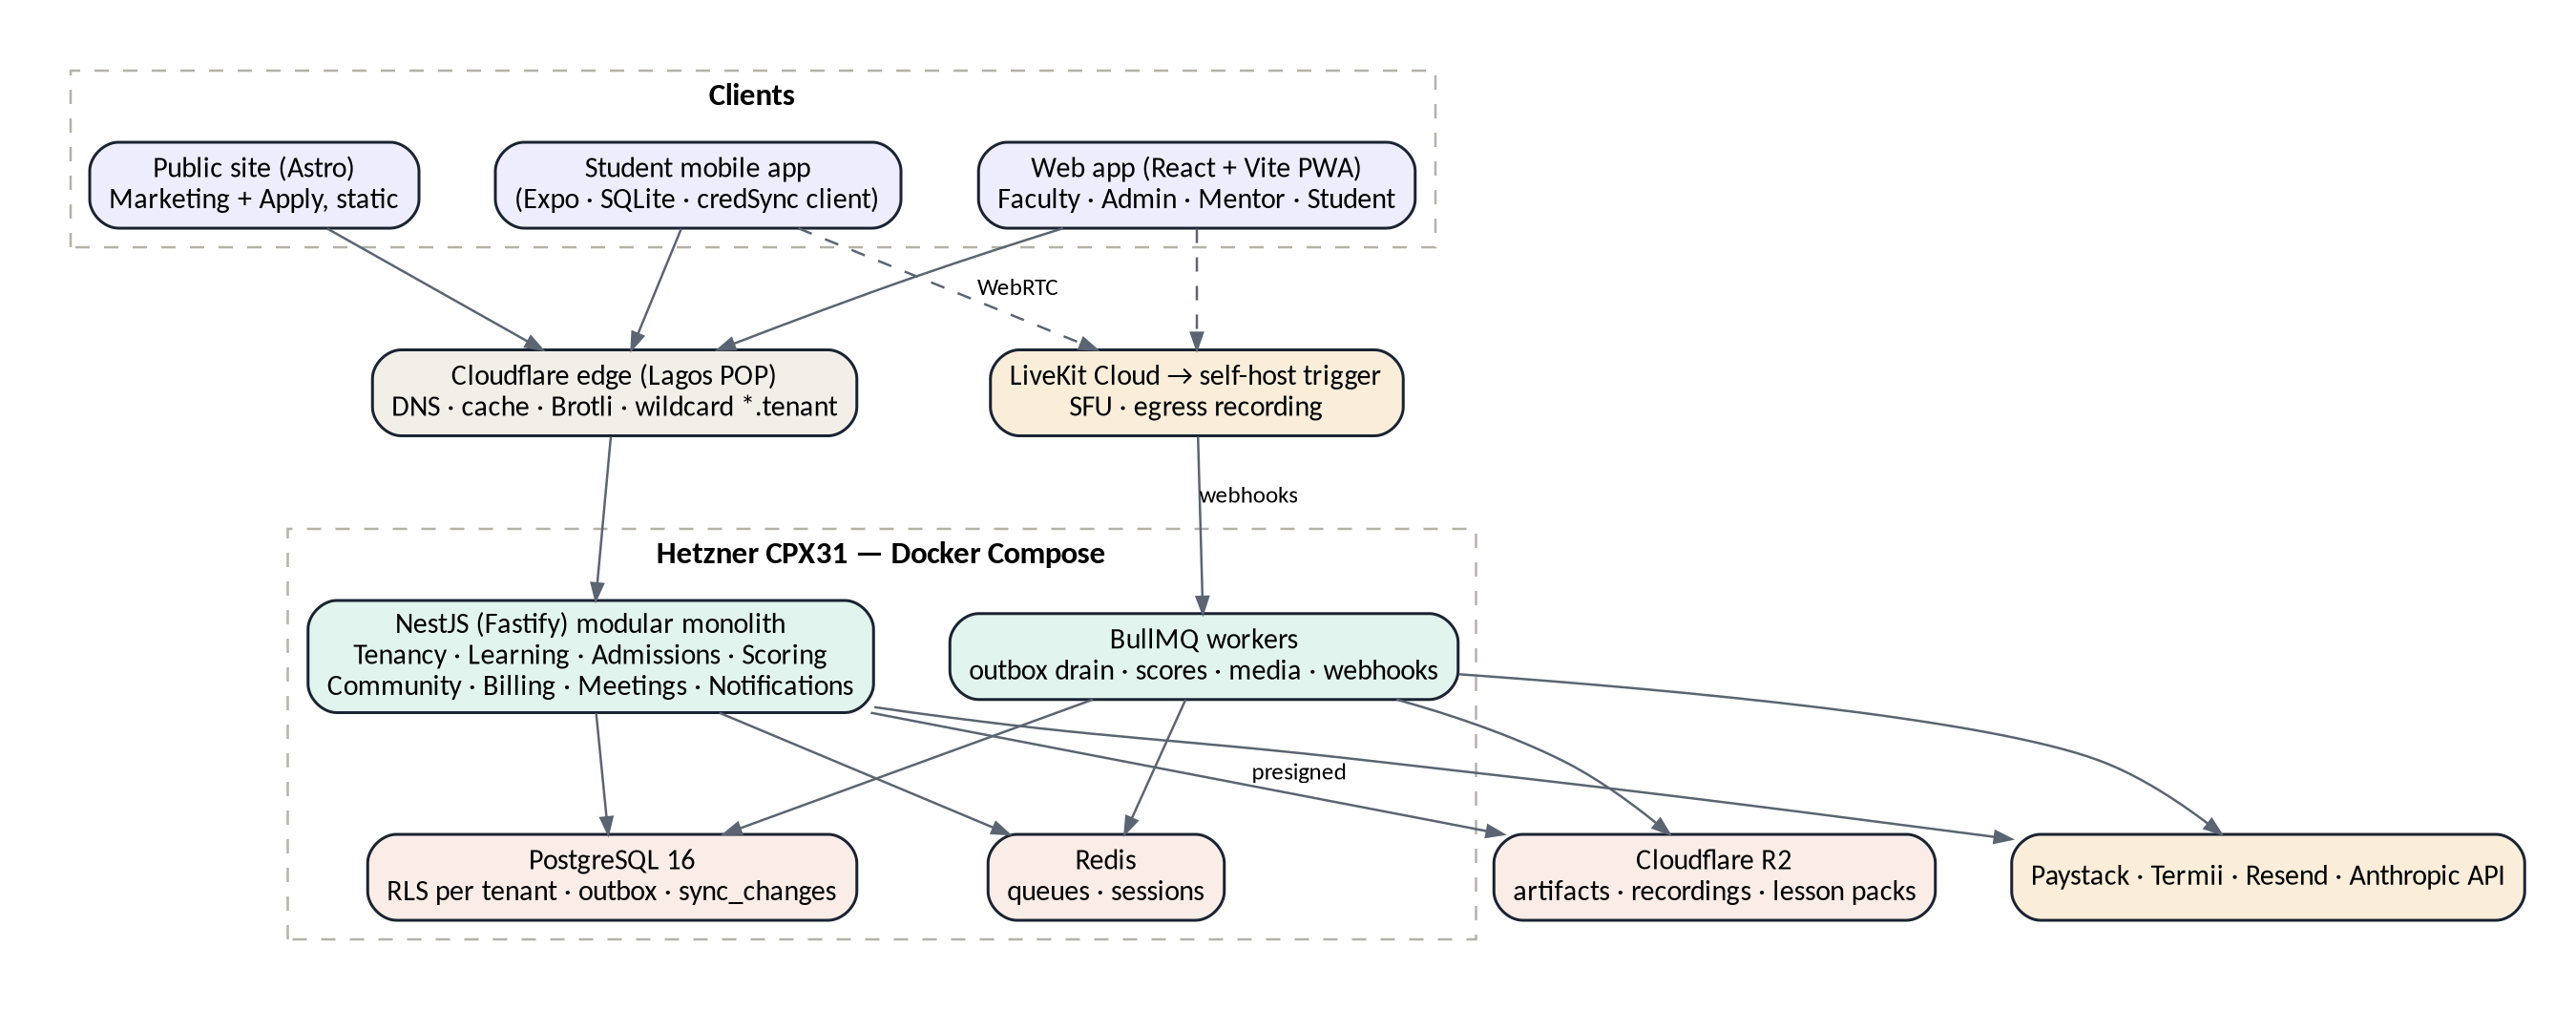 Clients
Public site (Astro)
Marketing + Apply, static
Student mobile app
(Expo · SQLite · credSync client)
Web app (React + Vite PWA)
Faculty · Admin · Mentor · Student
WebRTC
Cloudflare edge (Lagos POP)
DNS · cache · Brotli · wildcard *.tenant
LiveKit Cloud → self-host trigger
SFU · egress recording
webhooks
Hetzner CPX31 — Docker Compose
NestJS (Fastify) modular monolith
Tenancy · Learning · Admissions · Scoring
Community · Billing · Meetings · Notifications
BullMQ workers
outbox drain · scores · media · webhooks
presigned
PostgreSQL 16
RLS per tenant · outbox · sync_changes
Redis
queues · sessions
Cloudflare R2
artifacts · recordings · lesson packs
Paystack · Termii · Resend · Anthropic API